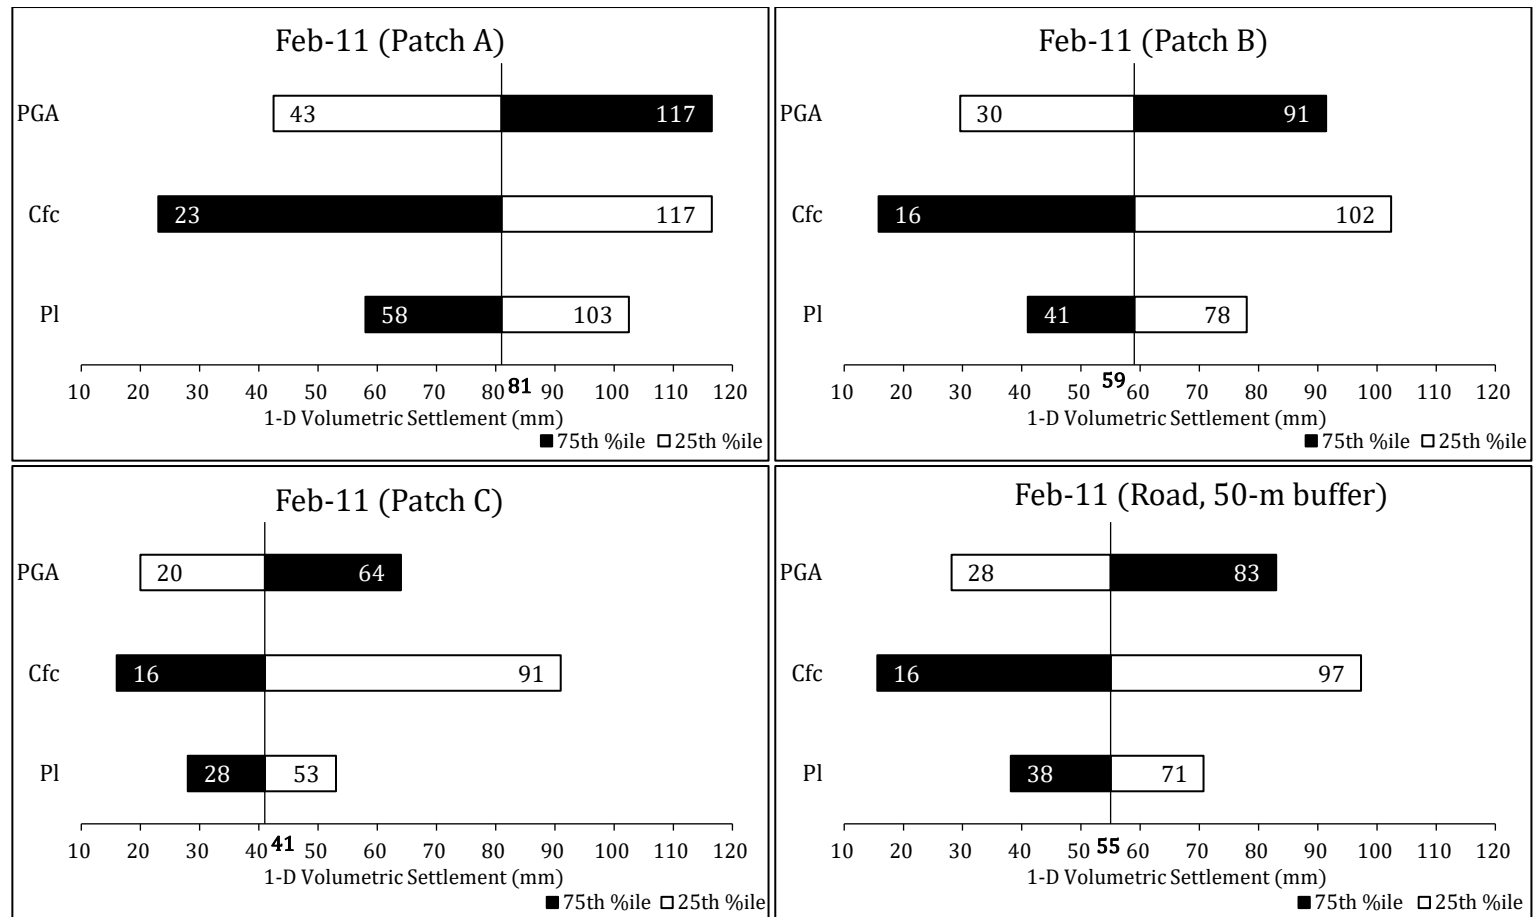 Feb-11 (Patch A)
PGA 43 117
Cfc 23 117
Pl 58 103
10 20 30 40 50 60 70 80 81 90 100 110 120
1-D Volumetric Settlement (mm)
75th %ile 25th %ile
Feb-11 (Patch B)
PGA 30 91
Cfc 16 102
Pl 41 78
10 20 30 40 50 59 60 70 80 90 100 110 120
1-D Volumetric Settlement (mm)
75th %ile 25th %ile
Feb-11 (Patch C)
PGA 20 64
Cfc 16 91
Pl 28 53
10 20 30 40 41 50 60 70 80 90 100 110 120
1-D Volumetric Settlement (mm)
75th %ile 25th %ile
Feb-11 (Road, 50-m buffer)
PGA 28 83
Cfc 16 97
Pl 38 71
10 20 30 40 50 55 60 70 80 90 100 110 120
1-D Volumetric Settlement (mm)
75th %ile 25th %ile